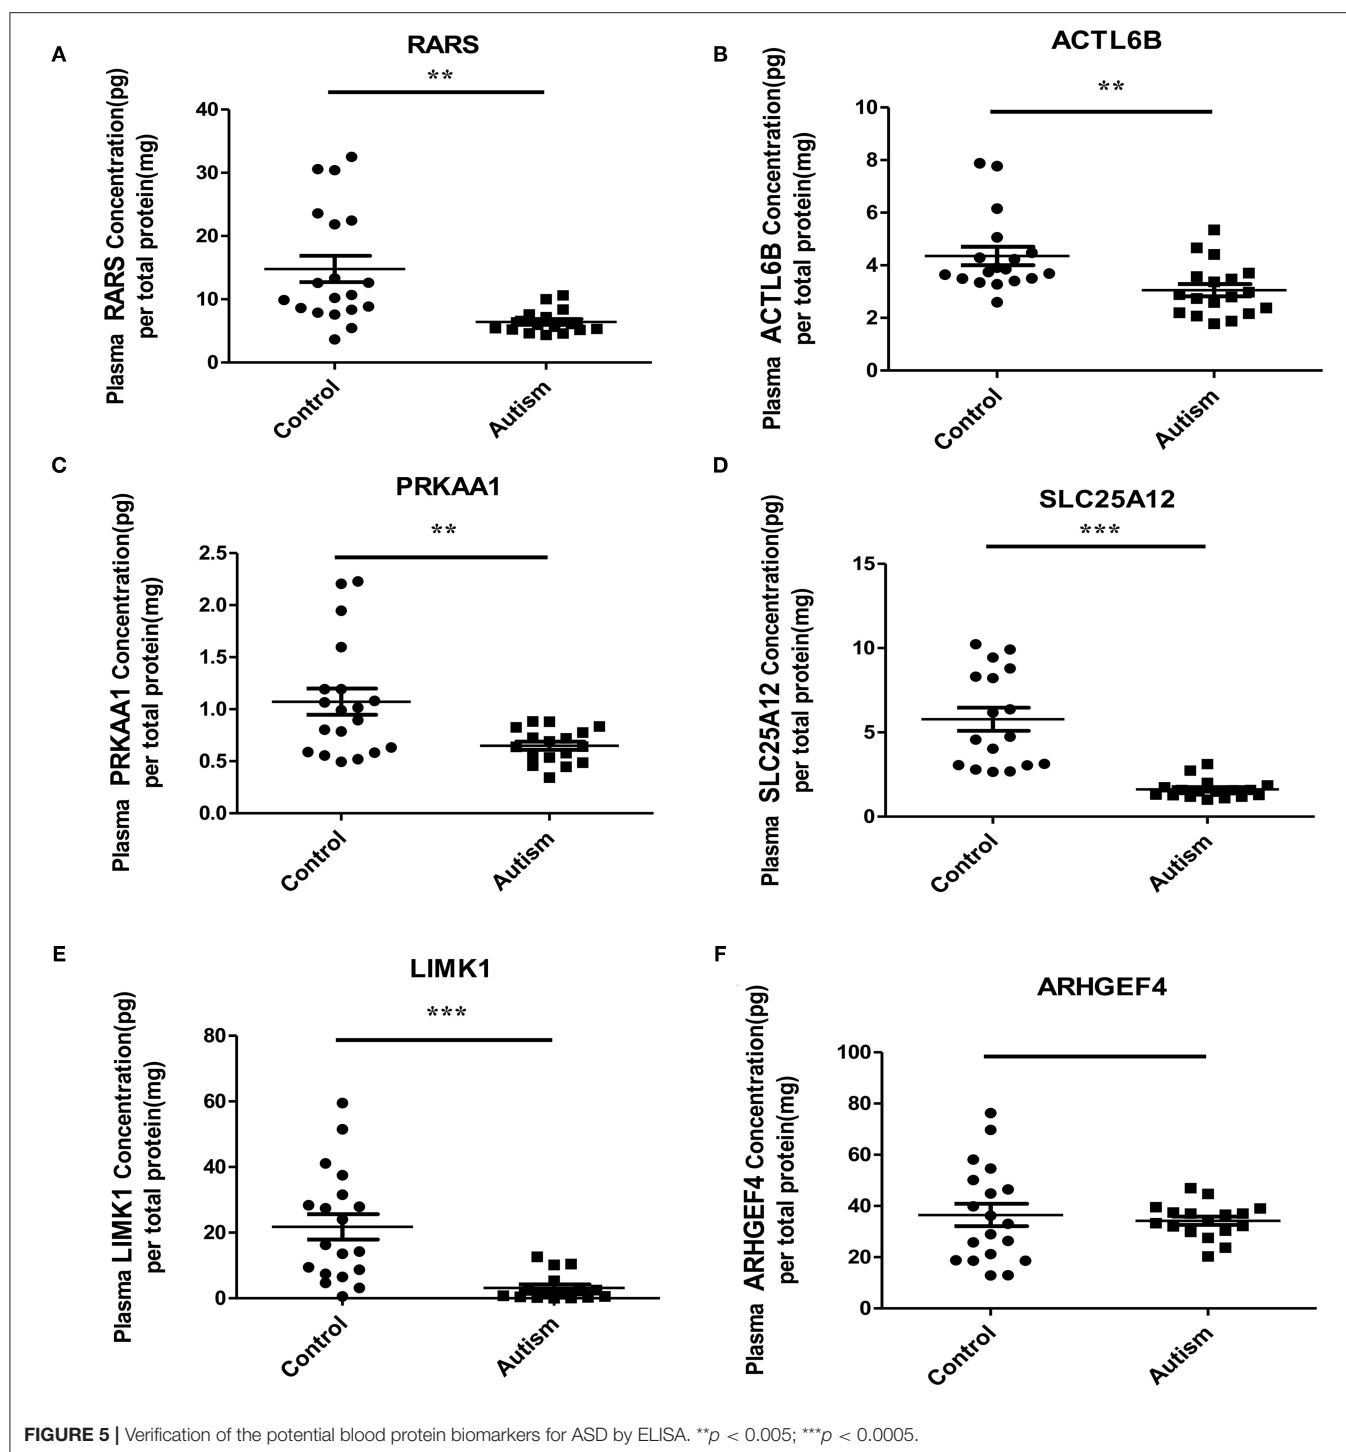 A
RARS
**
Plasma RARS Concentration(pg)
per total protein(mg)
40
30
20
10
0
Control
Autism
B
ACTL6B
**
Plasma ACTL6B Concentration(pg)
per total protein(mg)
10
8
6
4
2
0
Control
Autism
C
PRKAA1
**
Plasma PRKAA1 Concentration(pg)
per total protein(mg)
2.5
2.0
1.5
1.0
0.5
0.0
Control
Autism
D
SLC25A12
***
Plasma SLC25A12 Concentration(pg)
per total protein(mg)
15
10
5
0
Control
Autism
E
LIMK1
***
Plasma LIMK1 Concentration(pg)
per total protein(mg)
80
60
40
20
0
Control
Autism
F
ARHGEF4
Plasma ARHGEF4 Concentration(pg)
per total protein(mg)
100
80
60
40
20
0
Control
Autism
FIGURE 5 | Verification of the potential blood protein biomarkers for ASD by ELISA. **p < 0.005; ***p < 0.0005.